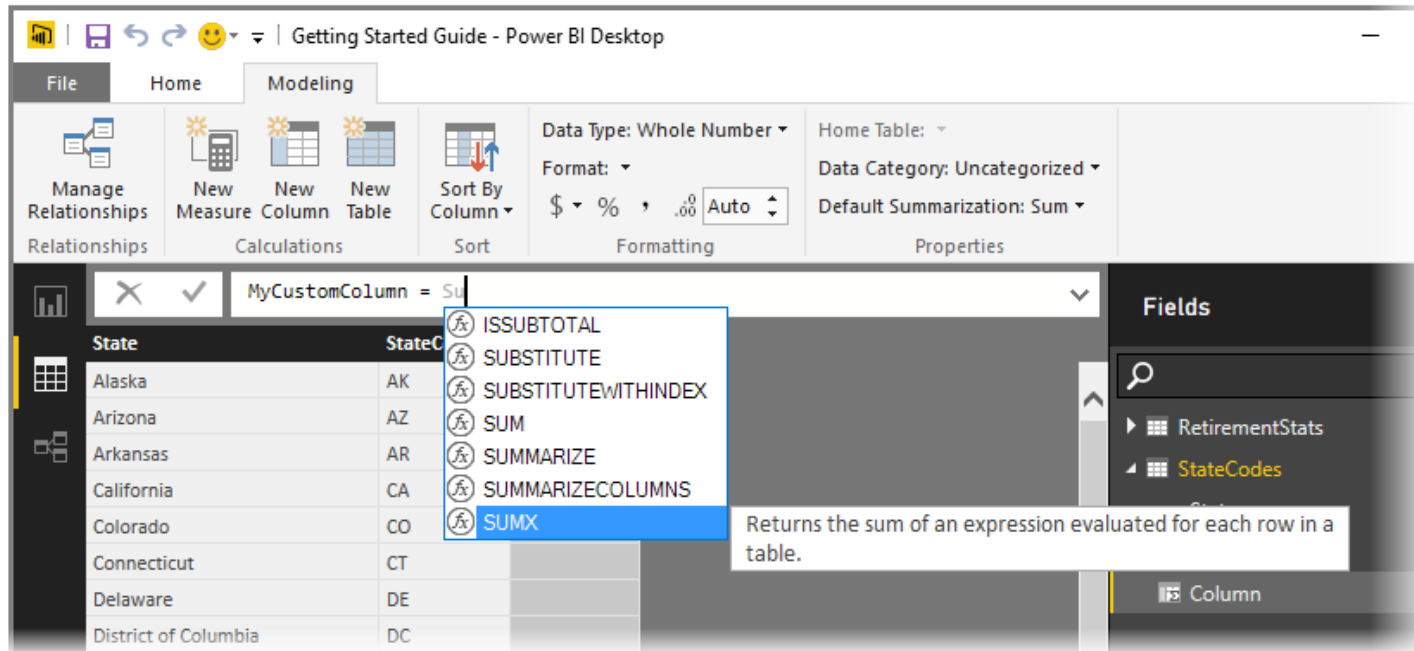 Getting Started Guide - Power BI Desktop
File Home Modeling
Manage Relationships
New Measure
New Column
New Table
Sort By Column
Data Type: Whole Number
Format:
$ % , .00 Auto
Home Table:
Data Category: Uncategorized
Default Summarization: Sum
Relationships Calculations Sort Formatting Properties
MyCustomColumn = Su
Fields
ISSUBTOTAL
SUBSTITUTE
SUBSTITUTEWITHINDEX
SUM
SUMMARIZE
SUMMARIZECOLUMNS
SUMX
Returns the sum of an expression evaluated for each row in a
table.
State StateC
Alaska AK
Arizona AZ
Arkansas AR
California CA
Colorado CO
Connecticut CT
Delaware DE
District of Columbia DC
RetirementStats
StateCodes
Column